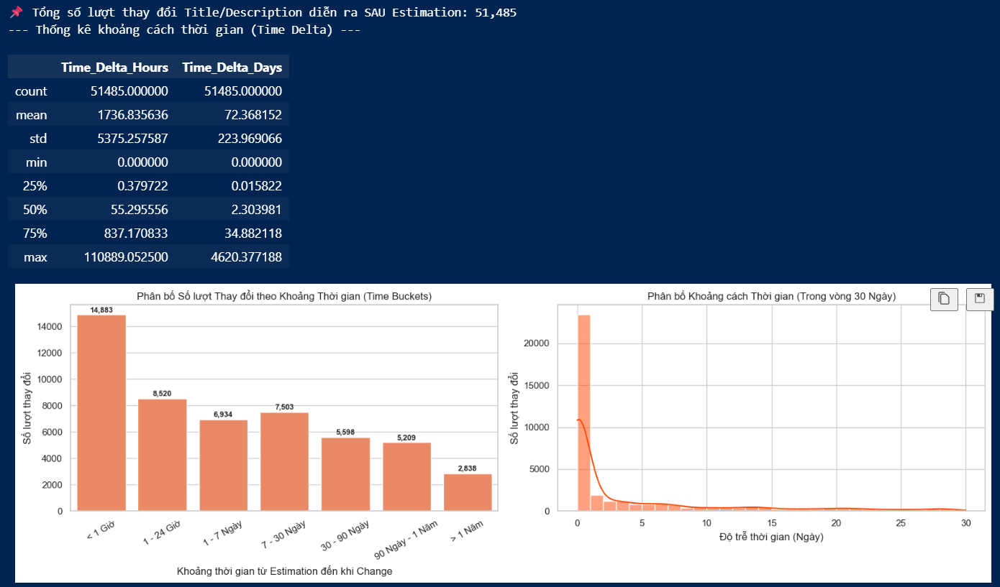 📌 Tổng số lượt thay đổi Title/Description diễn ra SAU Estimation: 51,485
--- Thống kê khoảng cách thời gian (Time Delta) ---
Time_Delta_Hours Time_Delta_Days
count 51485.000000 51485.000000
mean 1736.835636 72.368152
std 5375.257587 223.969066
min 0.000000 0.000000
25% 0.379722 0.015822
50% 55.295556 2.303981
75% 837.170833 34.882118
max 110889.052500 4620.377188
Phân bố Số lượt Thay đổi theo Khoảng Thời gian (Time Buckets)
Số lượt thay đổi
14000
12000
10000
8000
6000
4000
2000
0
14,883
8,520
6,934
7,503
5,598
5,209
2,838
< 1 Giờ
1 - 24 Giờ
1 - 7 Ngày
7 - 30 Ngày
30 - 90 Ngày
90 Ngày - 1 Năm
> 1 Năm
Khoảng thời gian từ Estimation đến khi Change
Phân bố Khoảng cách Thời gian (Trong vòng 30 Ngày)
Số lượt thay đổi
20000
15000
10000
5000
0
0 5 10 15 20 25 30
Độ trễ thời gian (Ngày)